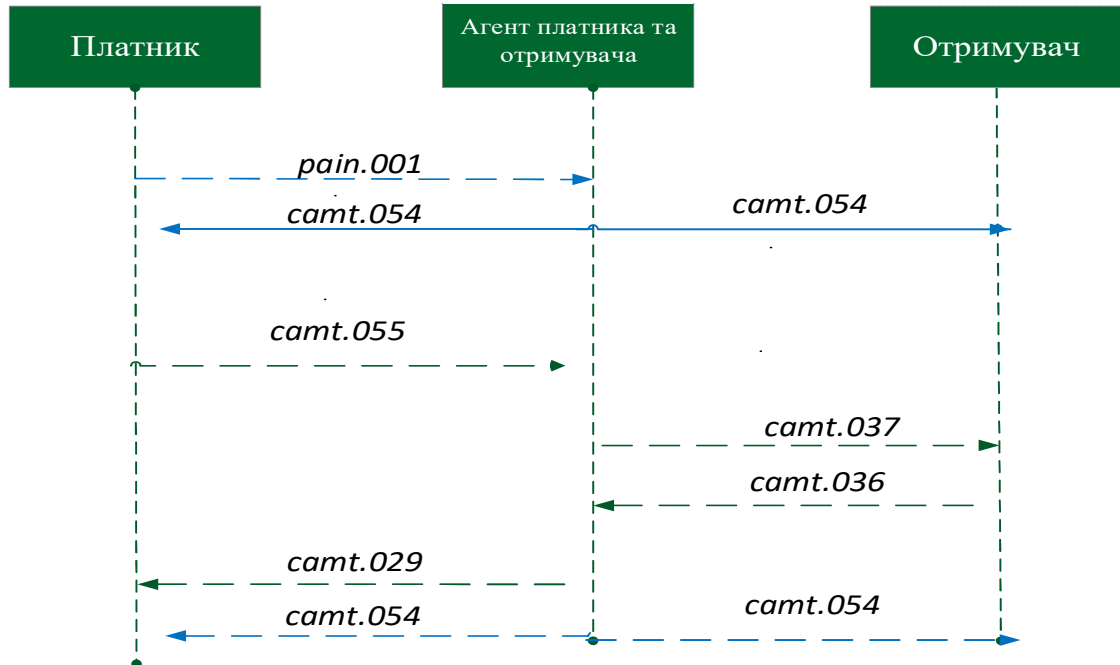 Платник
Агент платника та
отримувача
Отримувач
pain.001
camt.054
camt.054
camt.055
camt.037
camt.036
camt.029
camt.054
camt.054